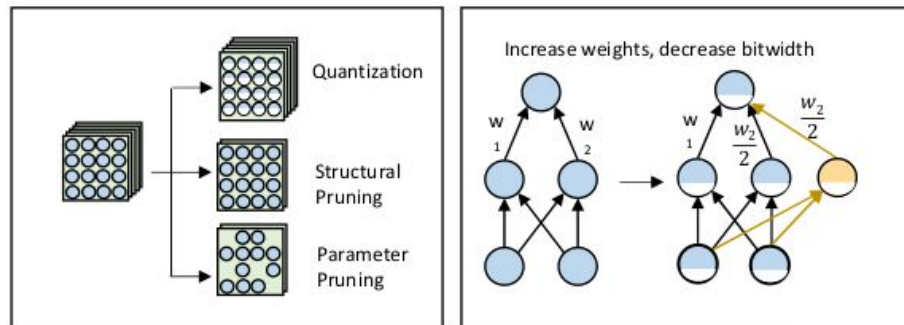 Quantization
Structural
Pruning
Parameter
Pruning
Increase weights, decrease bitwidth
w
1
w
2
w
1
w₂
2
w₂
2